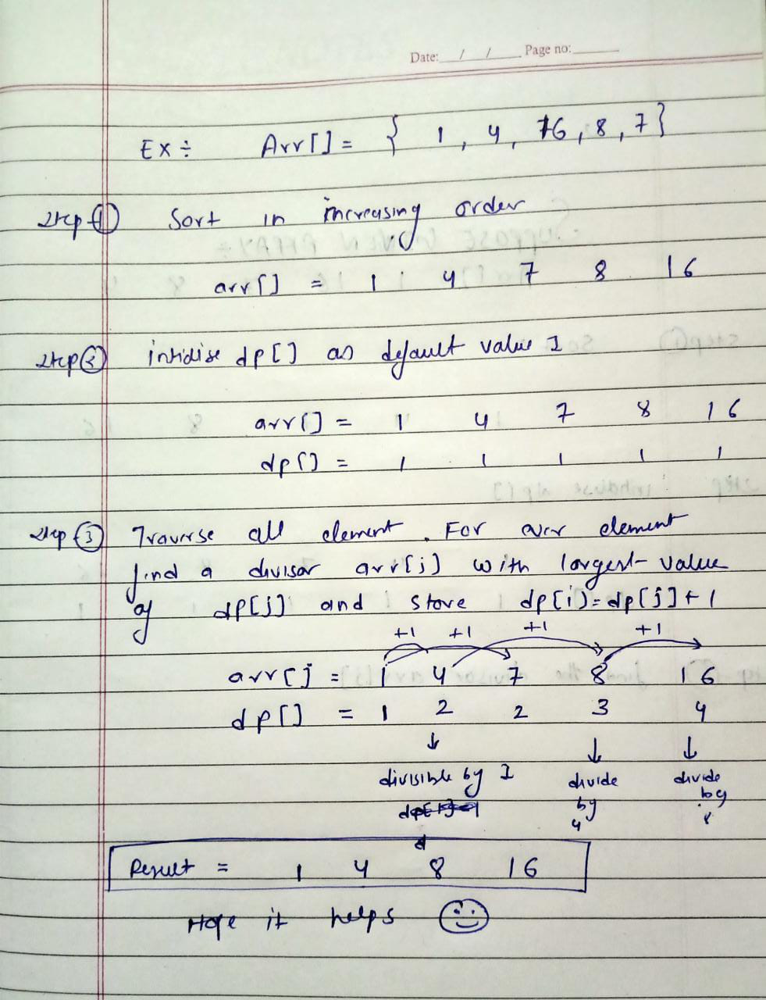 Date: / / Page no:
Ex ÷ Arr[] = { 1, 4, 16, 8, 7}
Step ① Sort in increasing order
arr[] = 1 4 7 8 16
Step ② intidise dp[] as default value 1
arr[] = 1 4 7 8 16
dp[] = 1 1 1 1 1
Step ③ Traverse all element. For over element
find a divisor arr[j] with largest value
of dp[j] and store dp[i)=dp[j]+1
+1 +1 +1 +1
arr[] = 1 4 7 8 16
dp[] = 1 2 2 3 4
↓ ↓ ↓
divisible by 1 divide divide
by by
4 8
Result = 1 4 8 16
Hope it helps